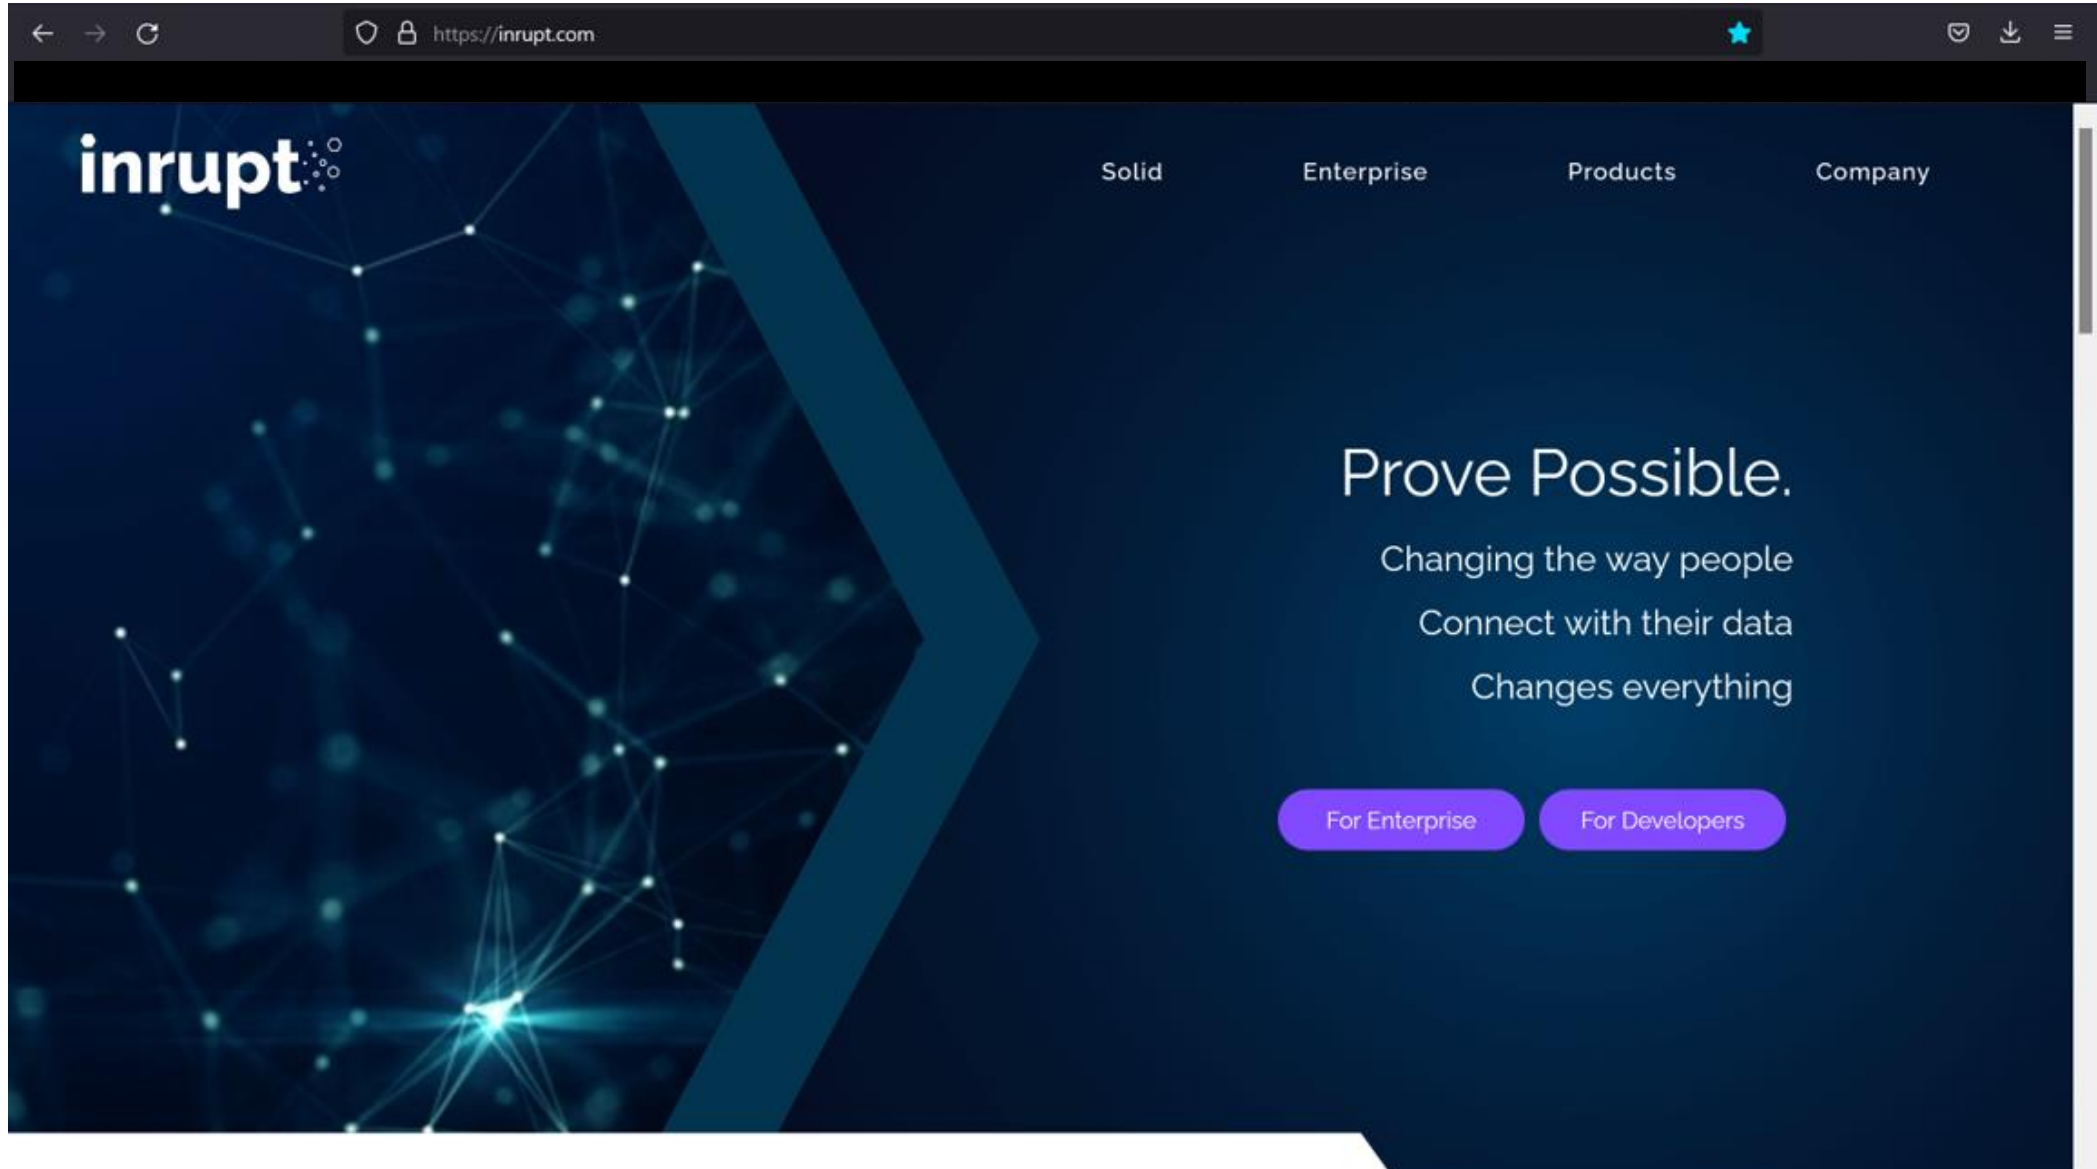 https://inrupt.com
inrupt
Solid Enterprise Products Company
Prove Possible.
Changing the way people
Connect with their data
Changes everything
For Enterprise For Developers